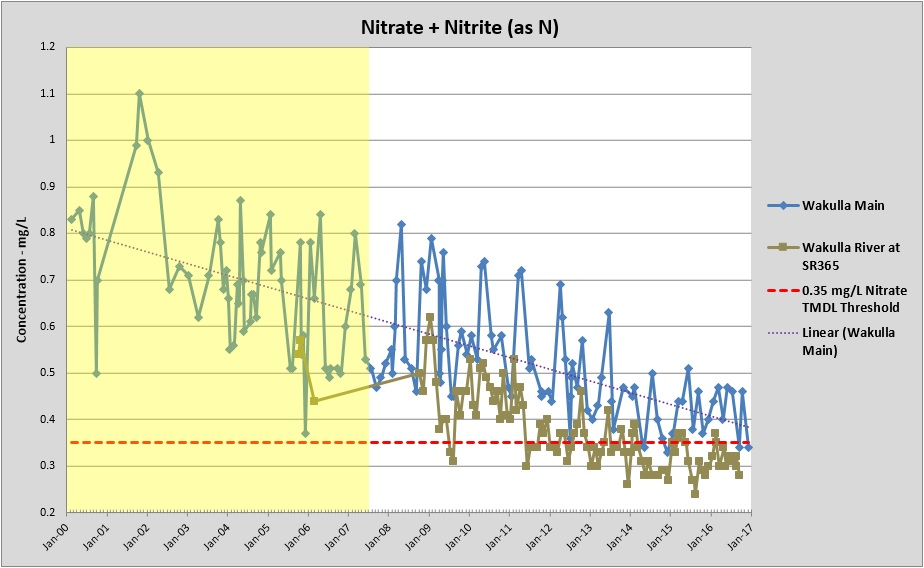 Nitrate + Nitrite (as N)
Concentration - mg/L
1.2
1.1
1
0.9
0.8
0.7
0.6
0.5
0.4
0.3
0.2
Jan-00
Jan-01
Jan-02
Jan-03
Jan-04
Jan-05
Jan-06
Jan-07
Jan-08
Jan-09
Jan-10
Jan-11
Jan-12
Jan-13
Jan-14
Jan-15
Jan-16
Jan-17
Wakulla Main
Wakulla River at
SR365
0.35 mg/L Nitrate
TMDL Threshold
Linear (Wakulla
Main)